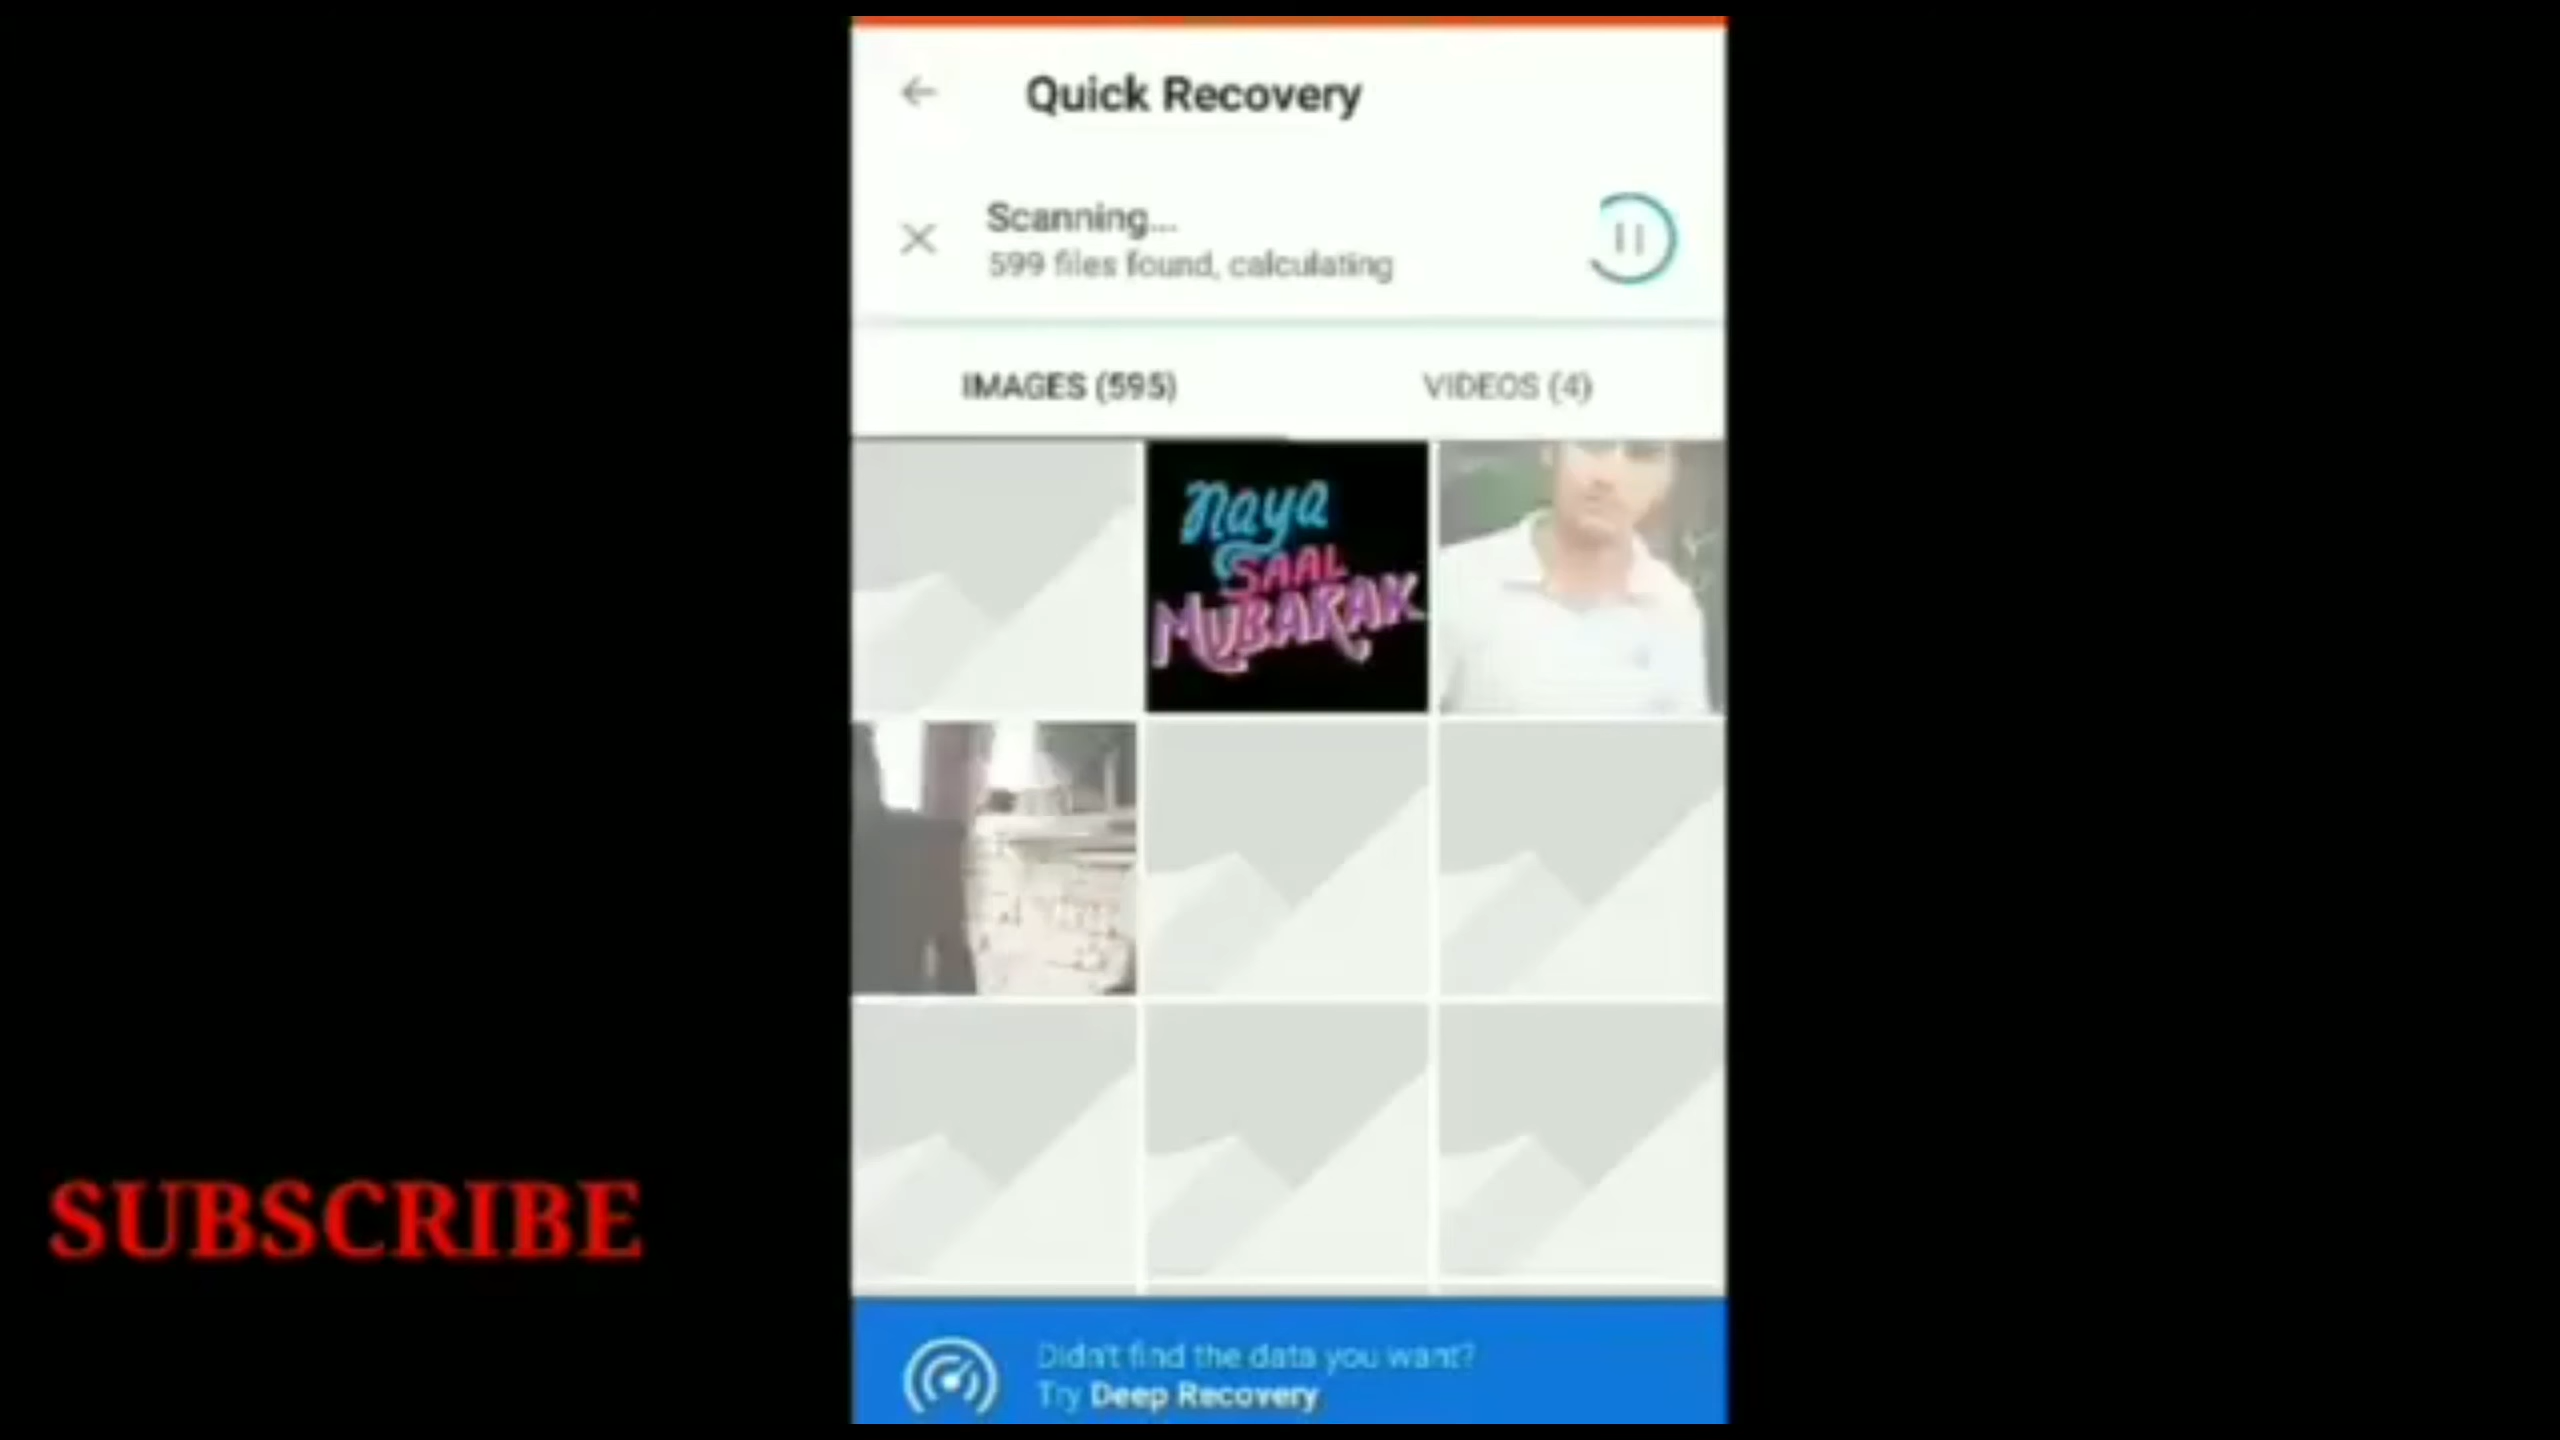 Quick Recovery
Scanning...
599 files found, calculating
IMAGES (595)
VIDEOS (4)
Naya
SAAL
MUBARAK
SUBSCRIBE
Didn't find the data you want?
Try Deep Recovery